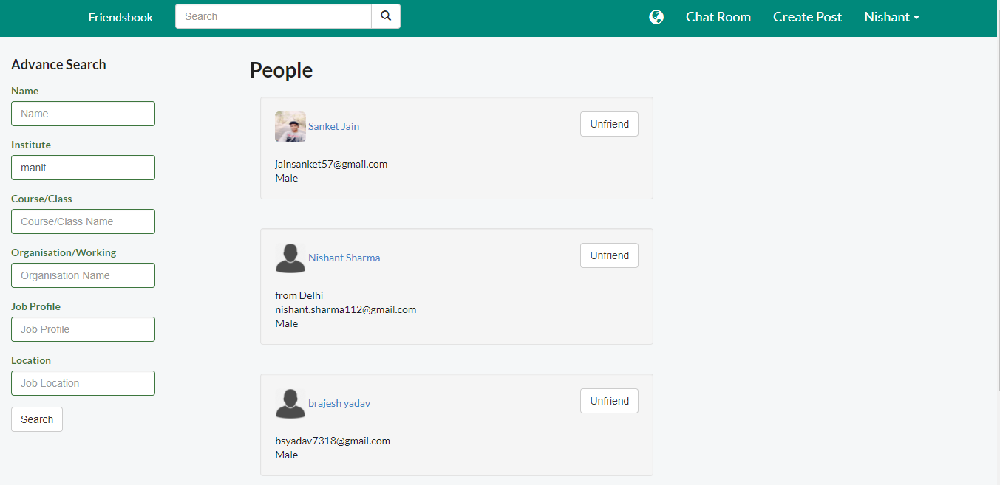 Friendsbook
Search
Chat Room
Create Post
Nishant
Advance Search
Name
Name
Institute
manit
Course/Class
Course/Class Name
Organisation/Working
Organisation Name
Job Profile
Job Profile
Location
Job Location
Search
People
Sanket Jain
Unfriend
jainsanket57@gmail.com
Male
Nishant Sharma
Unfriend
from Delhi
nishant.sharma112@gmail.com
Male
brajesh yadav
Unfriend
bsyadav7318@gmail.com
Male